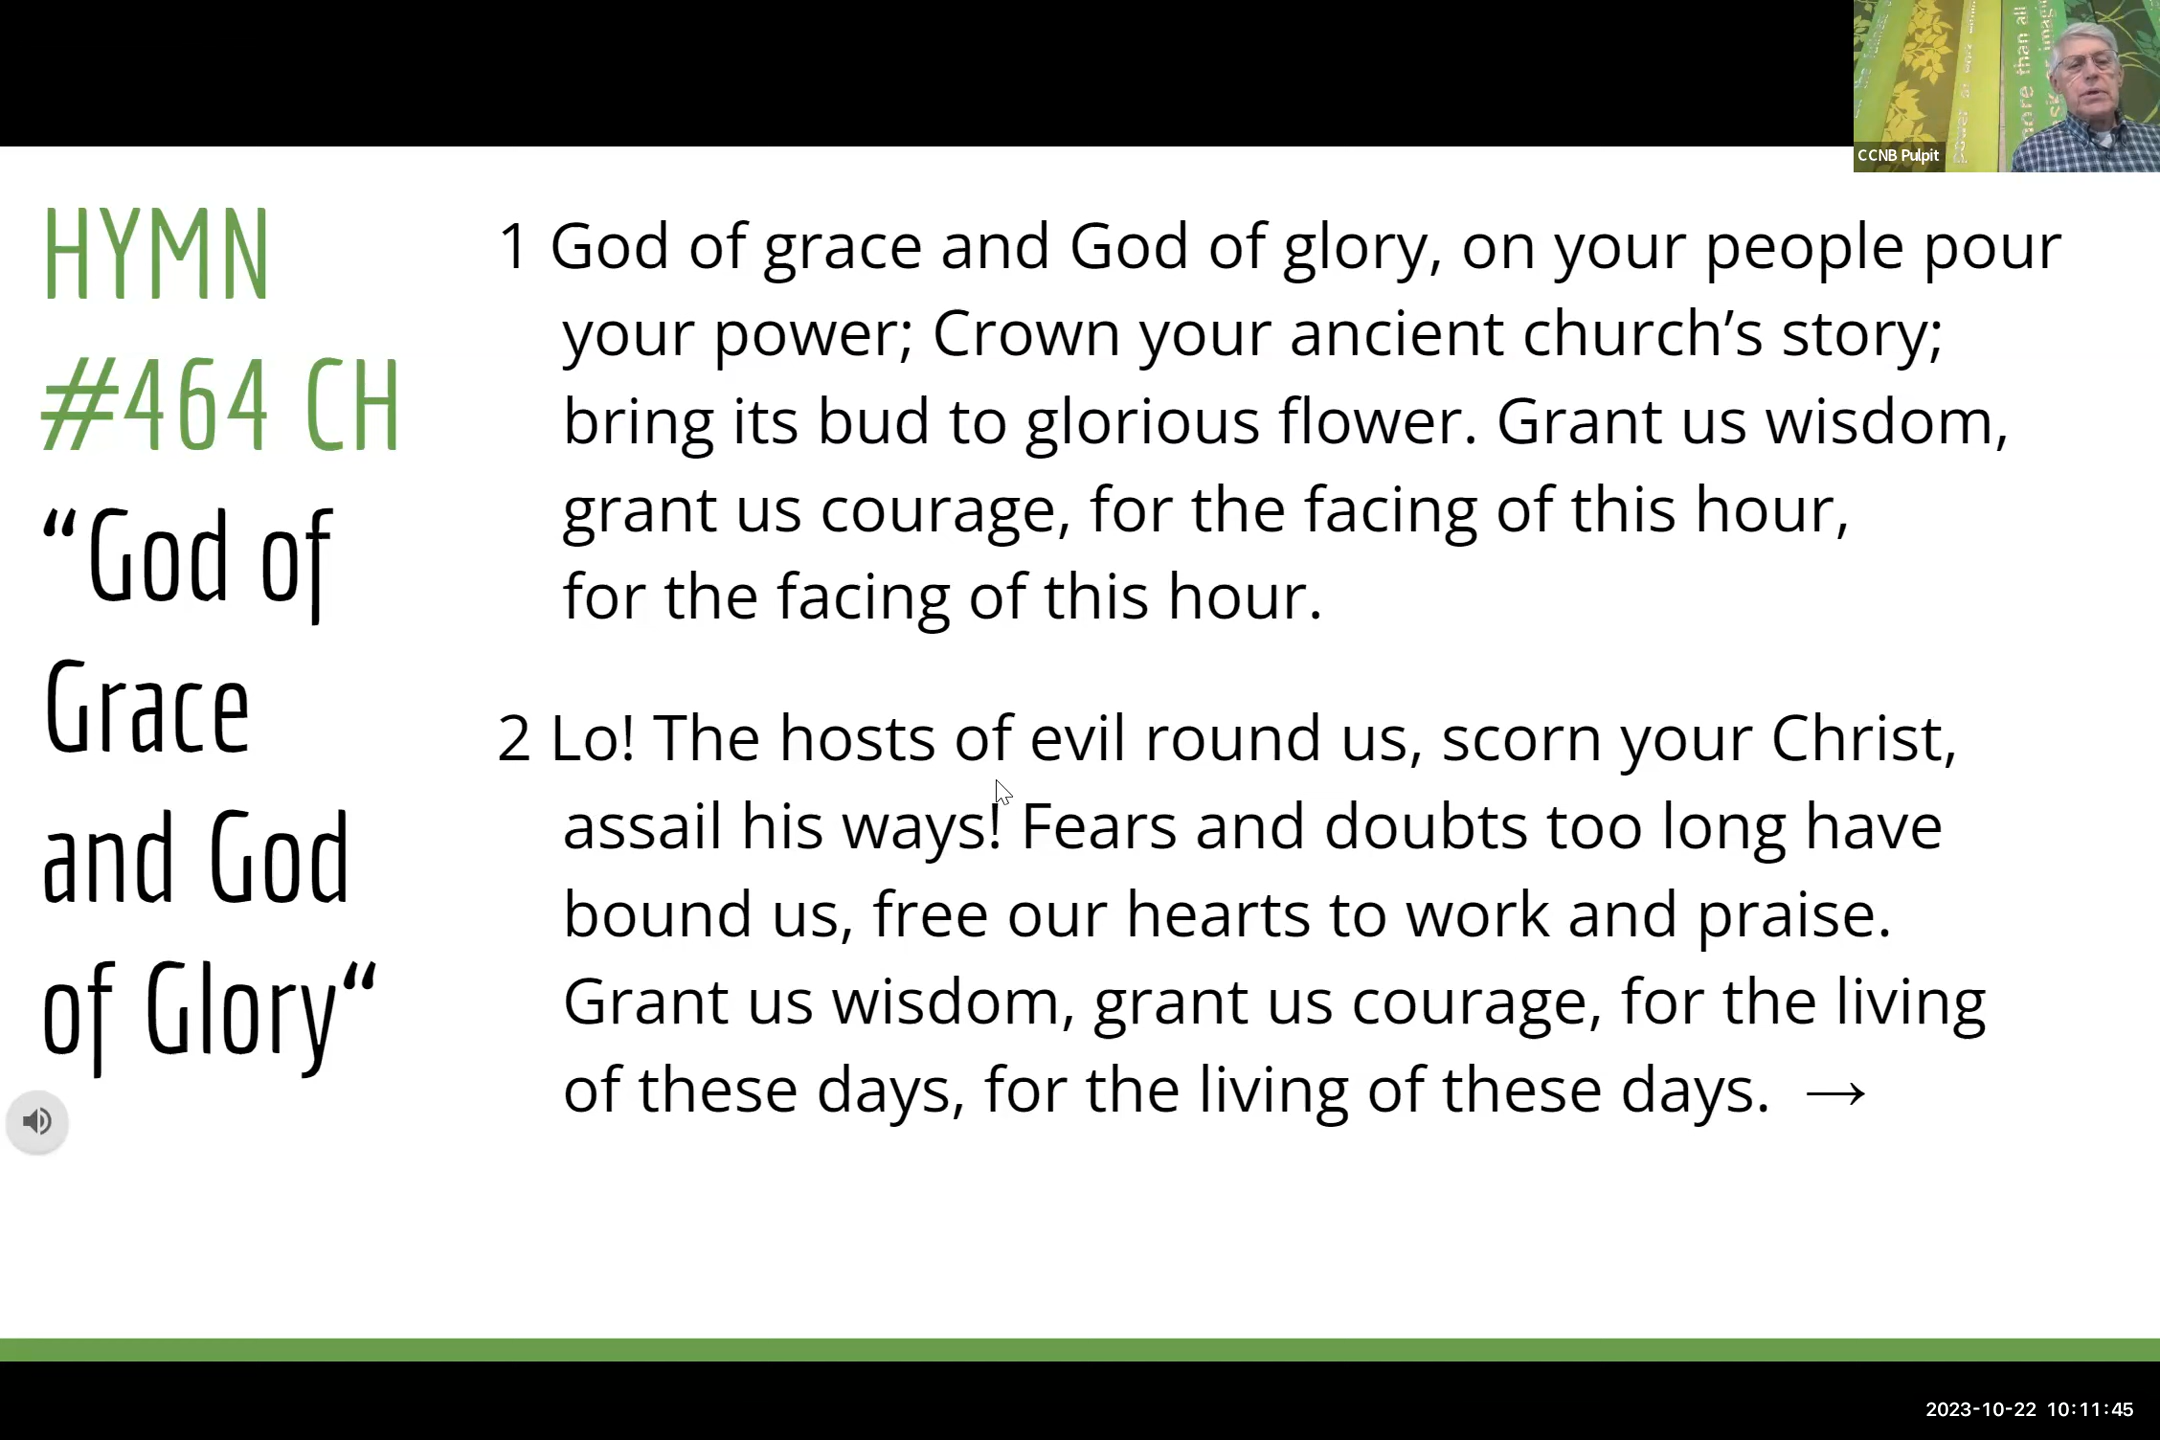 HYMN
#464 CH
“God of
Grace
and God
of Glory“
1 God of grace and God of glory, on your people pour
your power; Crown your ancient church’s story;
bring its bud to glorious flower. Grant us wisdom,
grant us courage, for the facing of this hour,
for the facing of this hour.
2 Lo! The hosts of evil round us, scorn your Christ,
assail his ways! Fears and doubts too long have
bound us, free our hearts to work and praise.
Grant us wisdom, grant us courage, for the living
of these days, for the living of these days. →
more than all
CCNB Pulpit
2023-10-22 10:11:45